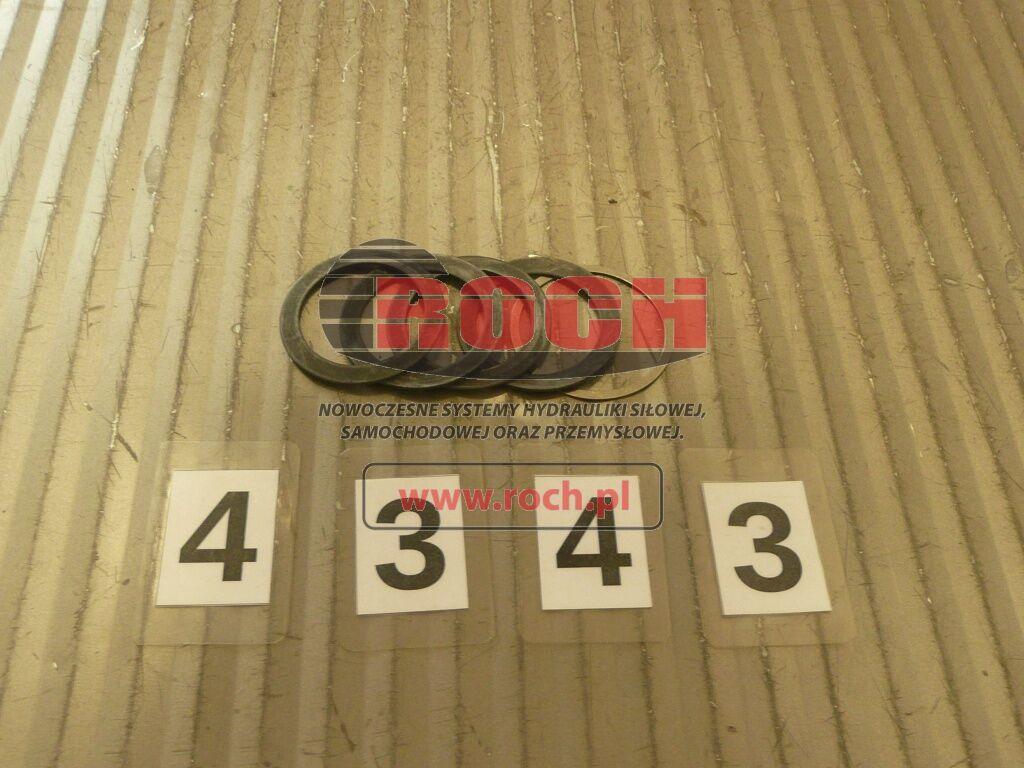 ROCH
NOWOCZESNE SYSTEMY HYDRAULIKI SIŁOWEJ,
SAMOCHODOWEJ ORAZ PRZEMYSŁOWEJ.
www.roch.pl
4 3 4 3